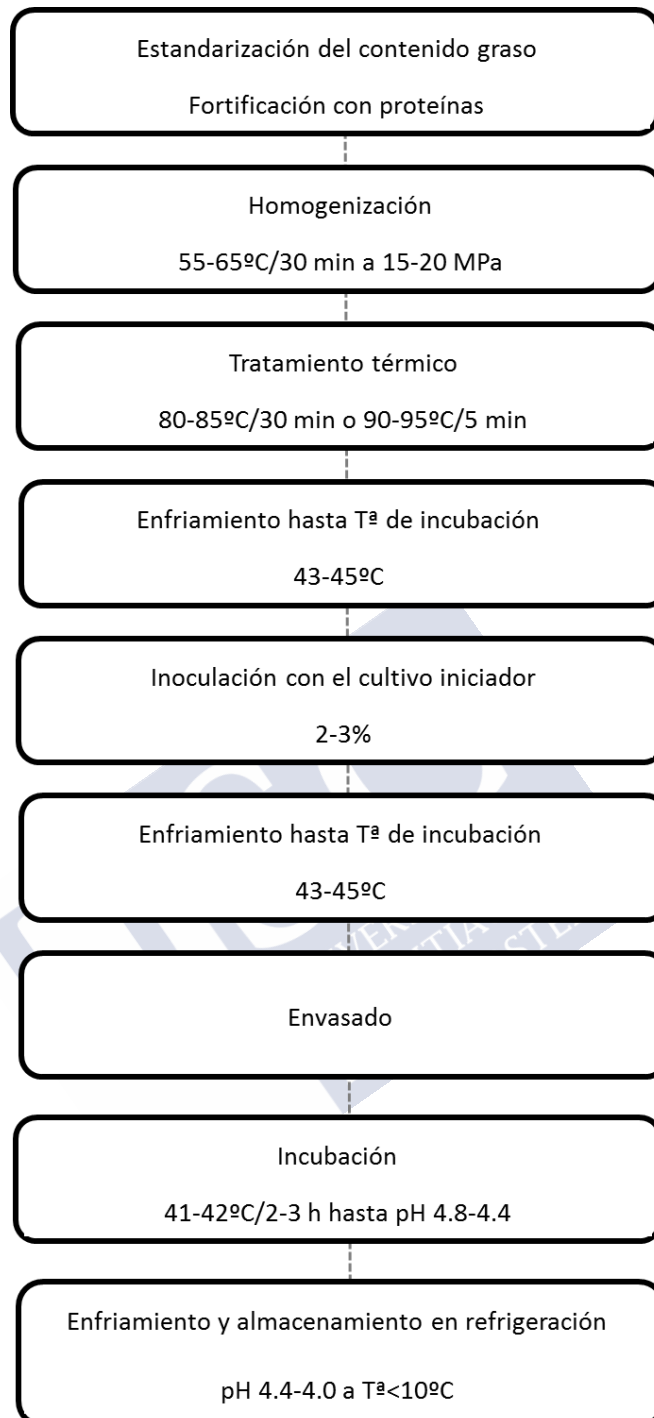 Estandarización del contenido graso
Fortificación con proteínas
Homogenización
55-65ºC/30 min a 15-20 MPa
Tratamiento térmico
80-85ºC/30 min o 90-95ºC/5 min
Enfriamiento hasta Tª de incubación
43-45ºC
Inoculación con el cultivo iniciador
2-3%
Enfriamiento hasta Tª de incubación
43-45ºC
Envasado
Incubación
41-42ºC/2-3 h hasta pH 4.8-4.4
Enfriamiento y almacenamiento en refrigeración
pH 4.4-4.0 a Tª<10ºC